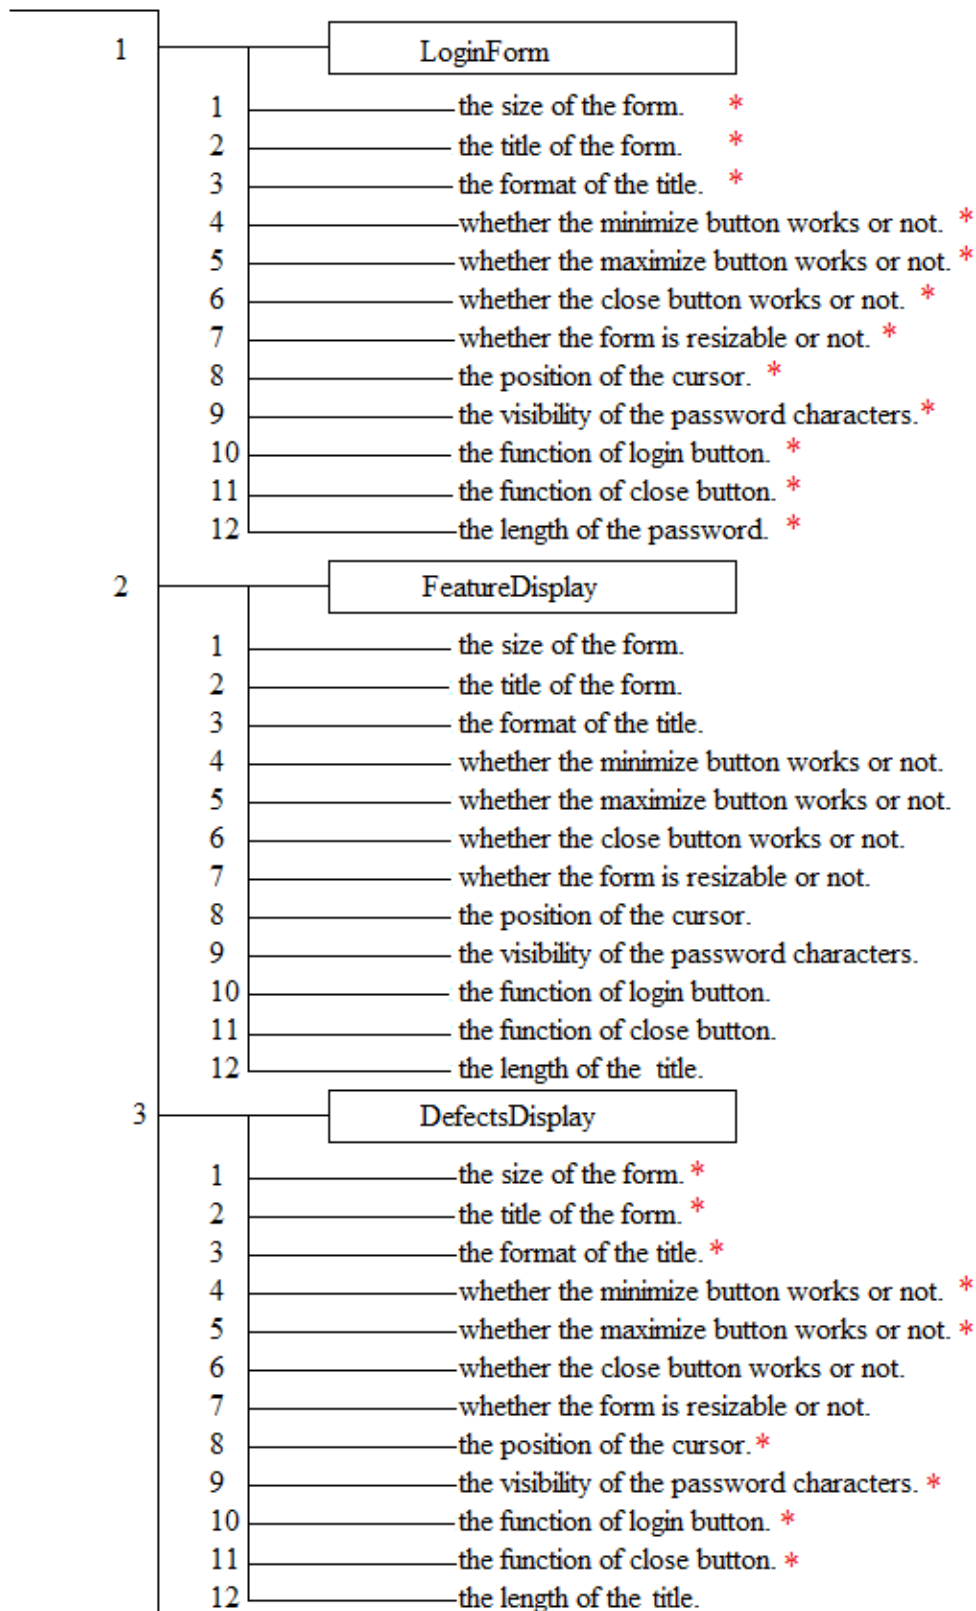 1 LoginForm
1 the size of the form. *
2 the title of the form. *
3 the format of the title. *
4 whether the minimize button works or not. *
5 whether the maximize button works or not. *
6 whether the close button works or not. *
7 whether the form is resizable or not. *
8 the position of the cursor. *
9 the visibility of the password characters. *
10 the function of login button. *
11 the function of close button. *
12 the length of the password. *
2 FeatureDisplay
1 the size of the form.
2 the title of the form.
3 the format of the title.
4 whether the minimize button works or not.
5 whether the maximize button works or not.
6 whether the close button works or not.
7 whether the form is resizable or not.
8 the position of the cursor.
9 the visibility of the password characters.
10 the function of login button.
11 the function of close button.
12 the length of the title.
3 DefectsDisplay
1 the size of the form. *
2 the title of the form. *
3 the format of the title. *
4 whether the minimize button works or not. *
5 whether the maximize button works or not. *
6 whether the close button works or not.
7 whether the form is resizable or not.
8 the position of the cursor. *
9 the visibility of the password characters. *
10 the function of login button. *
11 the function of close button. *
12 the length of the title.